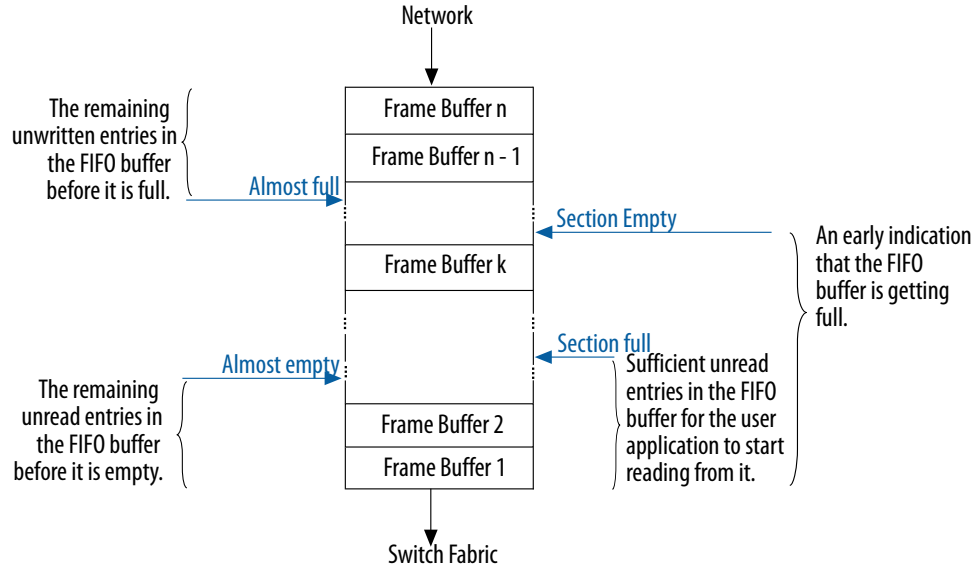 Network
Frame Buffer n
The remaining
unwritten entries in
the FIFO buffer
before it is full.
Frame Buffer n - 1
Almost full
Section Empty
An early indication
that the FIFO
buffer is getting
full.
Frame Buffer k
Section full
Almost empty
Sufficient unread
entries in the FIFO
buffer for the user
application to start
reading from it.
The remaining
unread entries in
the FIFO buffer
before it is empty.
Frame Buffer 2
Frame Buffer 1
Switch Fabric